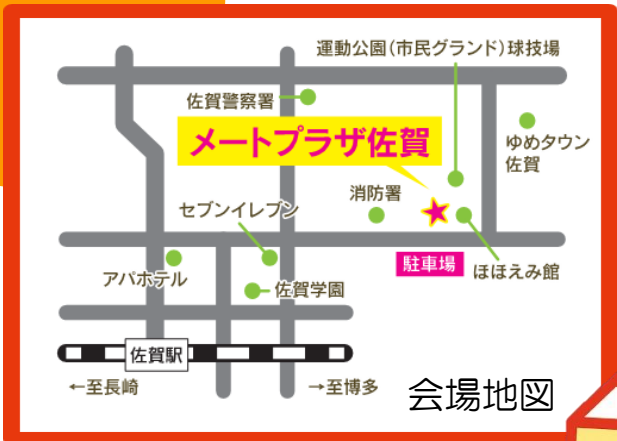 運動公園(市民グランド)球技場
佐賀警察署
メートプラザ佐賀
ゆめタウン
佐賀
消防署
セブンイレブン
駐車場
ほほえみ館
アパホテル
佐賀学園
佐賀駅
←至長崎
→至博多
会場地図